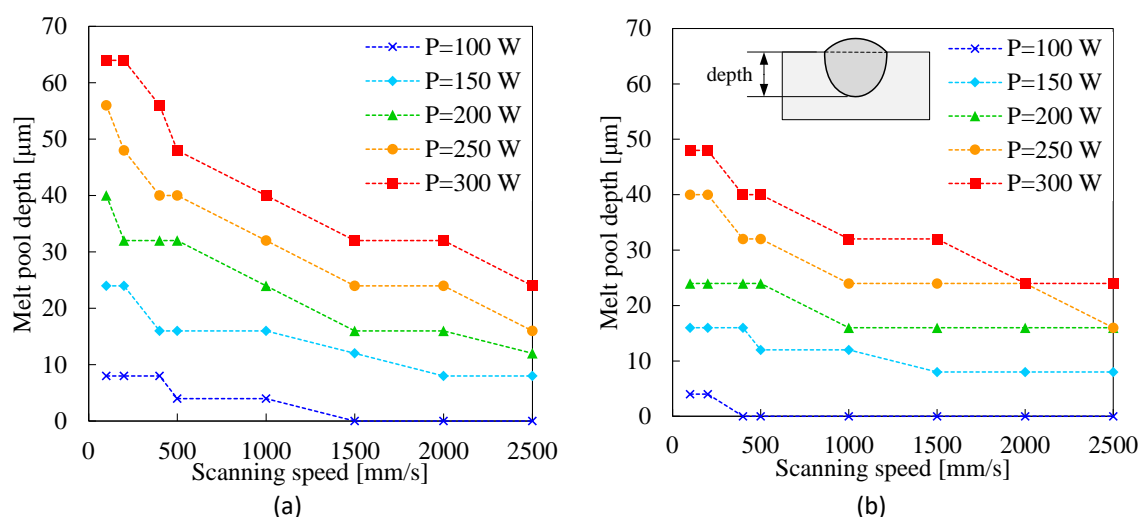 70
60
50
40
30
20
10
0
Melt pool depth [μm]
P=100 W
P=150 W
P=200 W
P=250 W
P=300 W
0 500 1000 1500 2000 2500
Scanning speed [mm/s]
(a)
70
60
50
40
30
20
10
0
Melt pool depth [μm]
depth
P=100 W
P=150 W
P=200 W
P=250 W
P=300 W
0 500 1000 1500 2000 2500
Scanning speed [mm/s]
(b)